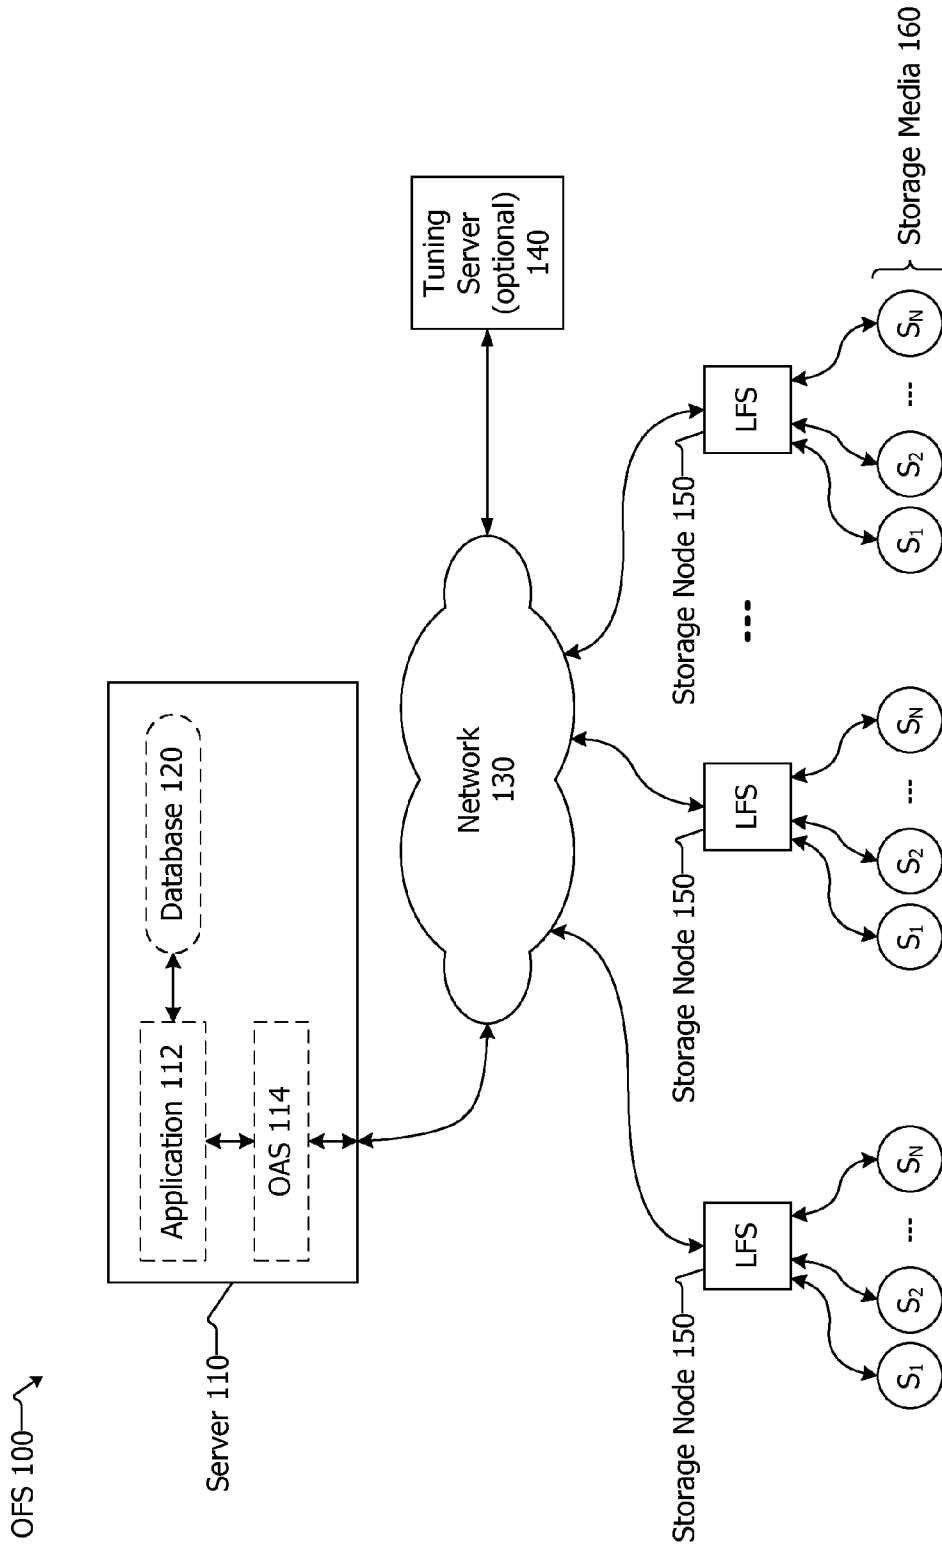 OFS 100
Server 110
Application 112
Database 120
OAS 114
Network
130
Tuning
Server
(optional)
140
Storage Node 150
Storage Node 150
Storage Node 150
LFS
LFS
---
LFS
S1
S2
---
SN
S1
S2
---
SN
S1
S2
---
SN
Storage Media 160